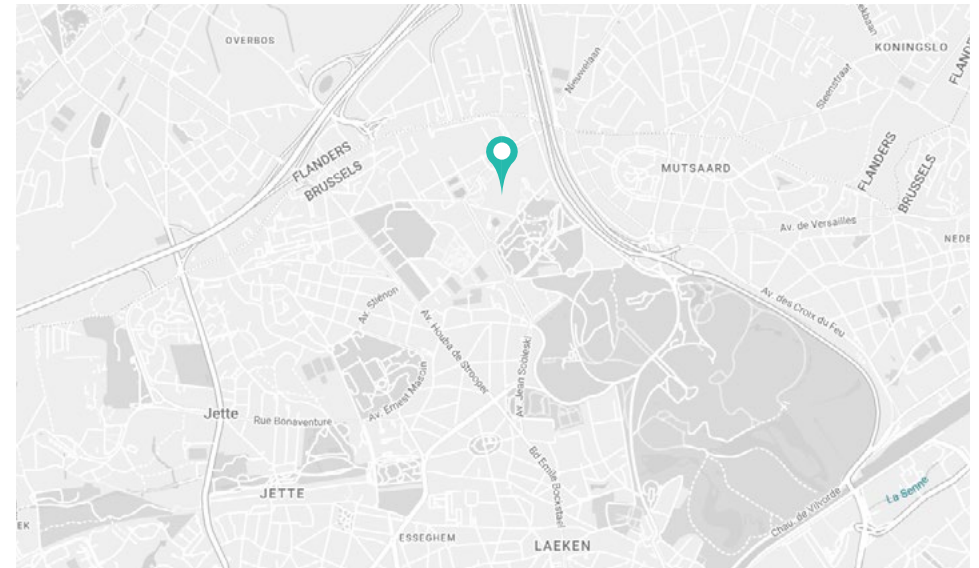 OVERBOS
KONINGSLO
Nieuwelaan
Steenstraat
FLANDERS
FLANDERS
BRUSSELS
FLANDERS
BRUSSELS
MUTSAARD
Av. de Versailles
Av. des Croix du Feu
Av. Stiénon
Av. Houba de Strooper
Av. Jean Sobieski
Av. Ernest Masoin
Jette
Rue Bonaventure
Bd Emile Bockstael
JETTE
La Senne
Chau. de Vilvorde
ESSEGHEM
LAEKEN